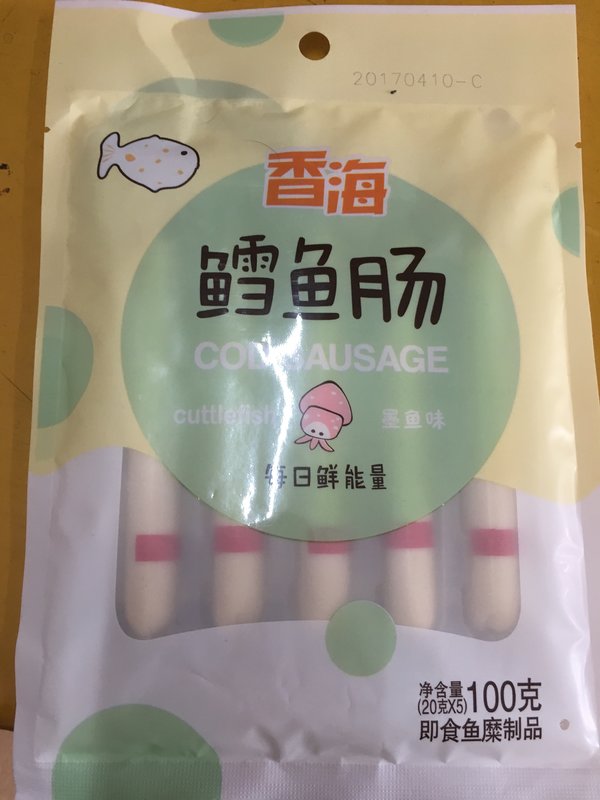 20170410-C
香海
鳕鱼肠
COD SAUSAGE
cuttlefish
墨鱼味
每日鲜能量
净含量
(20克X5)
100克
即食鱼糜制品